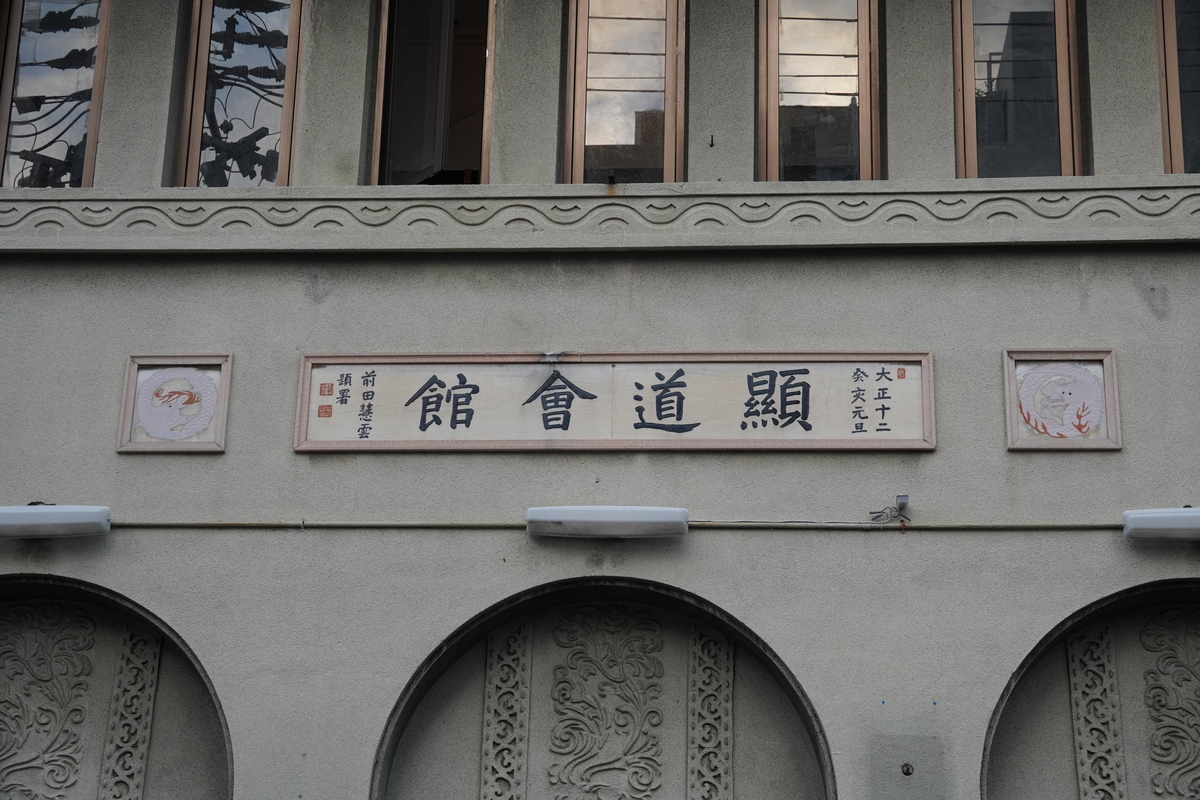 大正十二
癸亥元旦
顯道會館
前田慧雲
題署